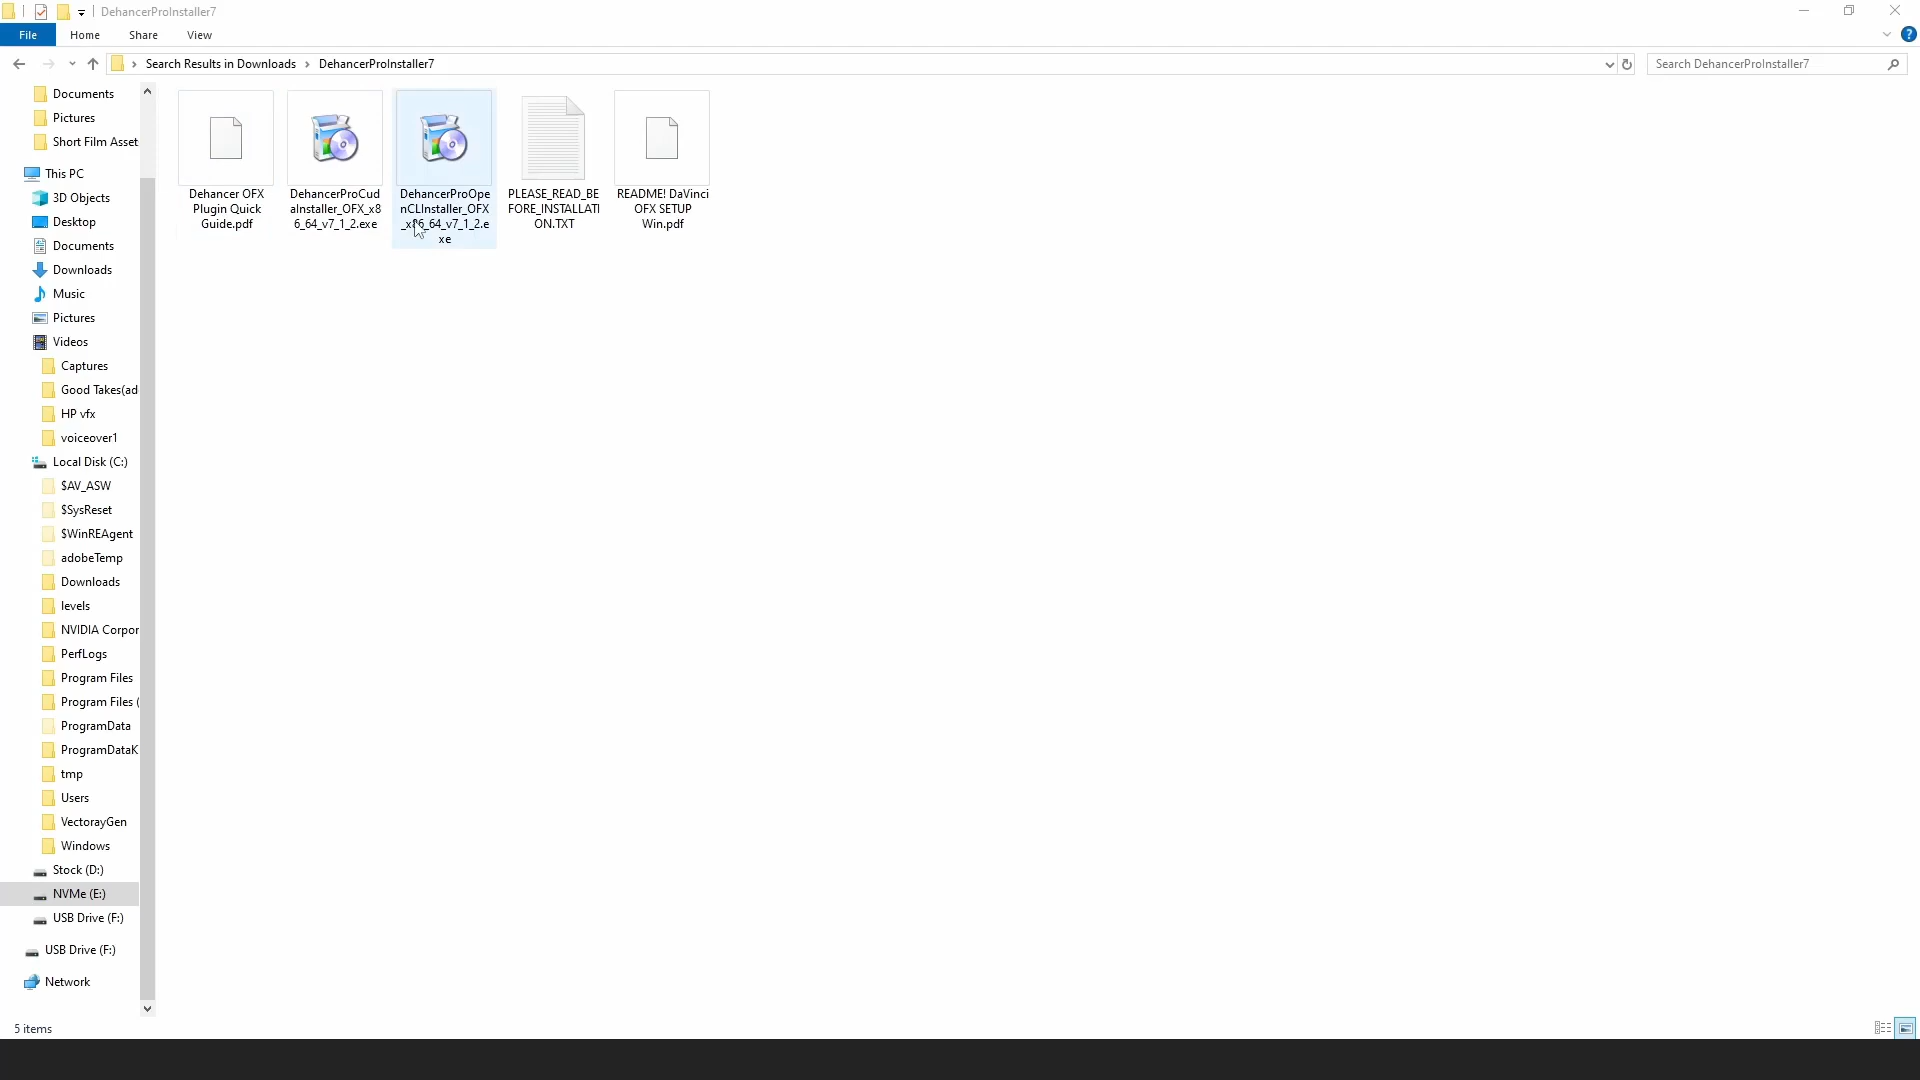 DehancerProInstaller7
File Home Share View
Search Results in Downloads DehancerProInstaller7
Search DehancerProInstaller7
Documents
Pictures
Short Film Asset
This PC
3D Objects
Desktop
Documents
Downloads
Music
Pictures
Videos
Captures
Good Takes(ad
HP vfx
voiceover1
Local Disk (C:)
$AV_ASW
$SysReset
$WinREAgent
adobeTemp
Downloads
levels
NVIDIA Corpor
PerfLogs
Program Files
Program Files (
ProgramData
ProgramDataK
tmp
Users
VectorayGen
Windows
Stock (D:)
NVMe (E:)
USB Drive (F:)
USB Drive (F:)
Network
Dehancer OFX
Plugin Quick
Guide.pdf
DehancerProCud
aInstaller_OFX_x8
6_64_v7_1_2.exe
DehancerProOpe
nCLInstaller_OFX
_x86_64_v7_1_2.e
xe
PLEASE_READ_BE
FORE_INSTALLATI
ON.TXT
README! DaVinci
OFX SETUP
Win.pdf
5 items